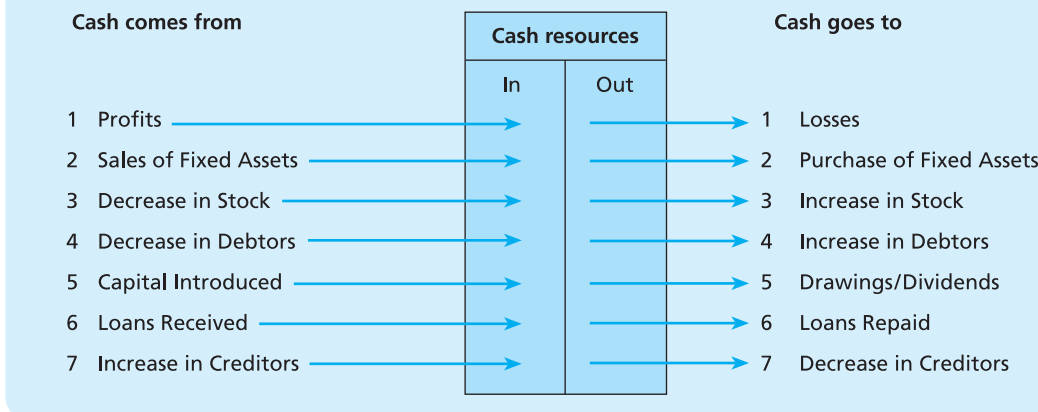 Cash comes from
Cash resources
Cash goes to
In
Out
1 Profits
1 Losses
2 Sales of Fixed Assets
2 Purchase of Fixed Assets
3 Decrease in Stock
3 Increase in Stock
4 Decrease in Debtors
4 Increase in Debtors
5 Capital Introduced
5 Drawings/Dividends
6 Loans Received
6 Loans Repaid
7 Increase in Creditors
7 Decrease in Creditors